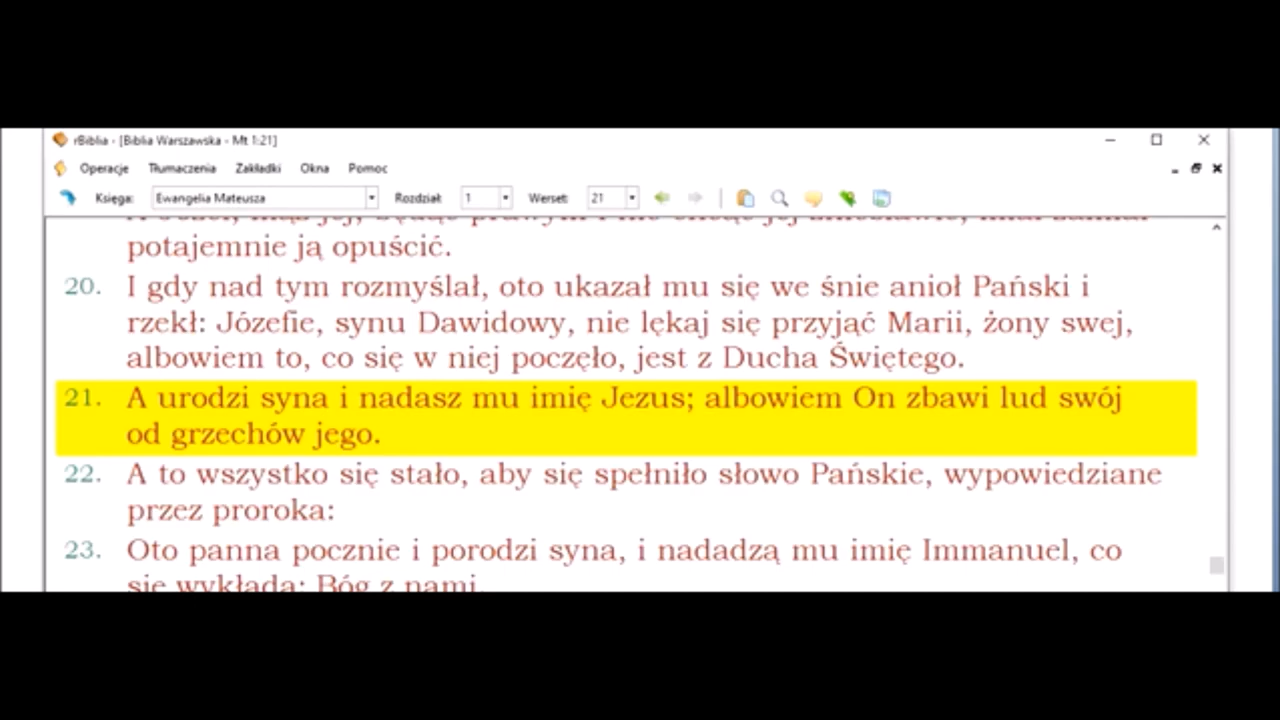 rBiblia - [Biblia Warszawska - Mt 1:21]
Operacje Tłumaczenia Zakładki Okna Pomoc
Księga: Ewangelia Mateusza Rozdział: 1 Werset: 21
potajemnie ją opuścić.
20. I gdy nad tym rozmyślał, oto ukazał mu się we śnie anioł Pański i
rzekł: Józefie, synu Dawidowy, nie lękaj się przyjąć Marii, żony swej,
albowiem to, co się w niej poczęło, jest z Ducha Świętego.
21. A urodzi syna i nadasz mu imię Jezus; albowiem On zbawi lud swój
od grzechów jego.
22. A to wszystko się stało, aby się spełniło słowo Pańskie, wypowiedziane
przez proroka:
23. Oto panna pocznie i porodzi syna, i nadadzą mu imię Immanuel, co
się wykłada: Bóg z nami.